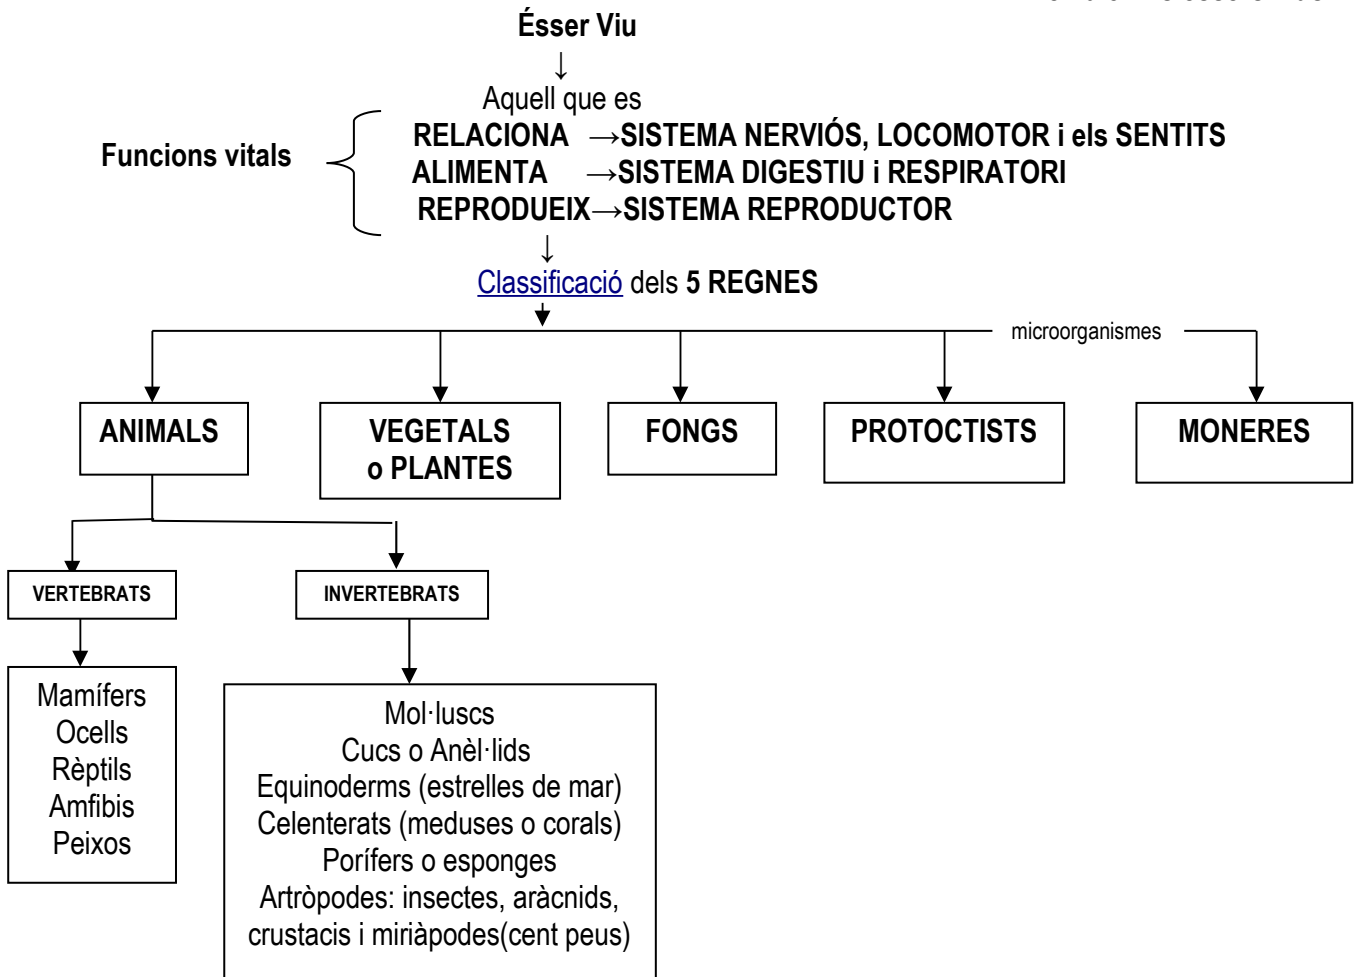 Ésser Viu
↓
Aquell que es
Funcions vitals
RELACIONA →SISTEMA NERVIÓS, LOCOMOTOR i els SENTITS
ALIMENTA →SISTEMA DIGESTIU i RESPIRATORI
REPRODUEIX→SISTEMA REPRODUCTOR
↓
Classificació dels 5 REGNES
microorganismes
ANIMALS
VEGETALS
o PLANTES
FONGS
PROTOCTISTS
MONERES
VERTEBRATS
INVERTEBRATS
Mamífers
Ocells
Rèptils
Amfibis
Peixos
Mol·luscs
Cucs o Anèl·lids
Equinoderms (estrelles de mar)
Celenterats (meduses o corals)
Porífers o esponges
Artròpodes: insectes, aràcnids,
crustacis i miriàpodes(cent peus)